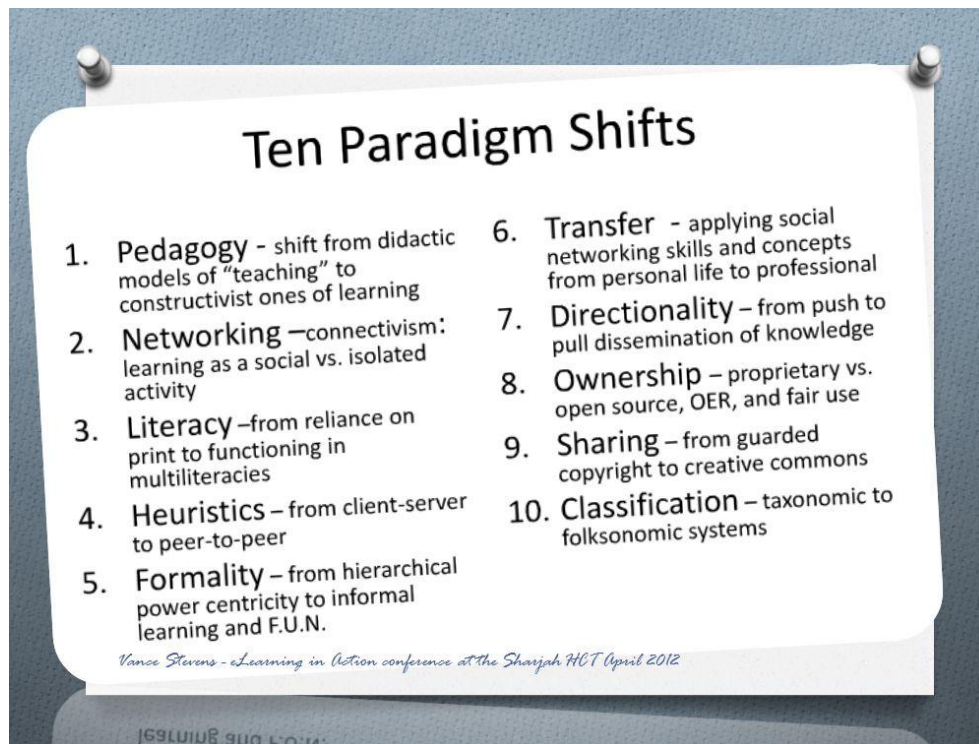 Ten Paradigm Shifts
1. Pedagogy - shift from didactic
models of “teaching” to
constructivist ones of learning
2. Networking –connectivism:
learning as a social vs. isolated
activity
3. Literacy –from reliance on
print to functioning in
multiliteracies
4. Heuristics – from client-server
to peer-to-peer
5. Formality – from hierarchical
power centricity to informal
learning and F.U.N.
6. Transfer - applying social
networking skills and concepts
from personal life to professional
7. Directionality – from push to
pull dissemination of knowledge
8. Ownership – proprietary vs.
open source, OER, and fair use
9. Sharing – from guarded
copyright to creative commons
10. Classification – taxonomic to
folksonomic systems
Vance Stevens - eLearning in Action conference at the Sharjah HCT April 2012
learning and F.U.N.